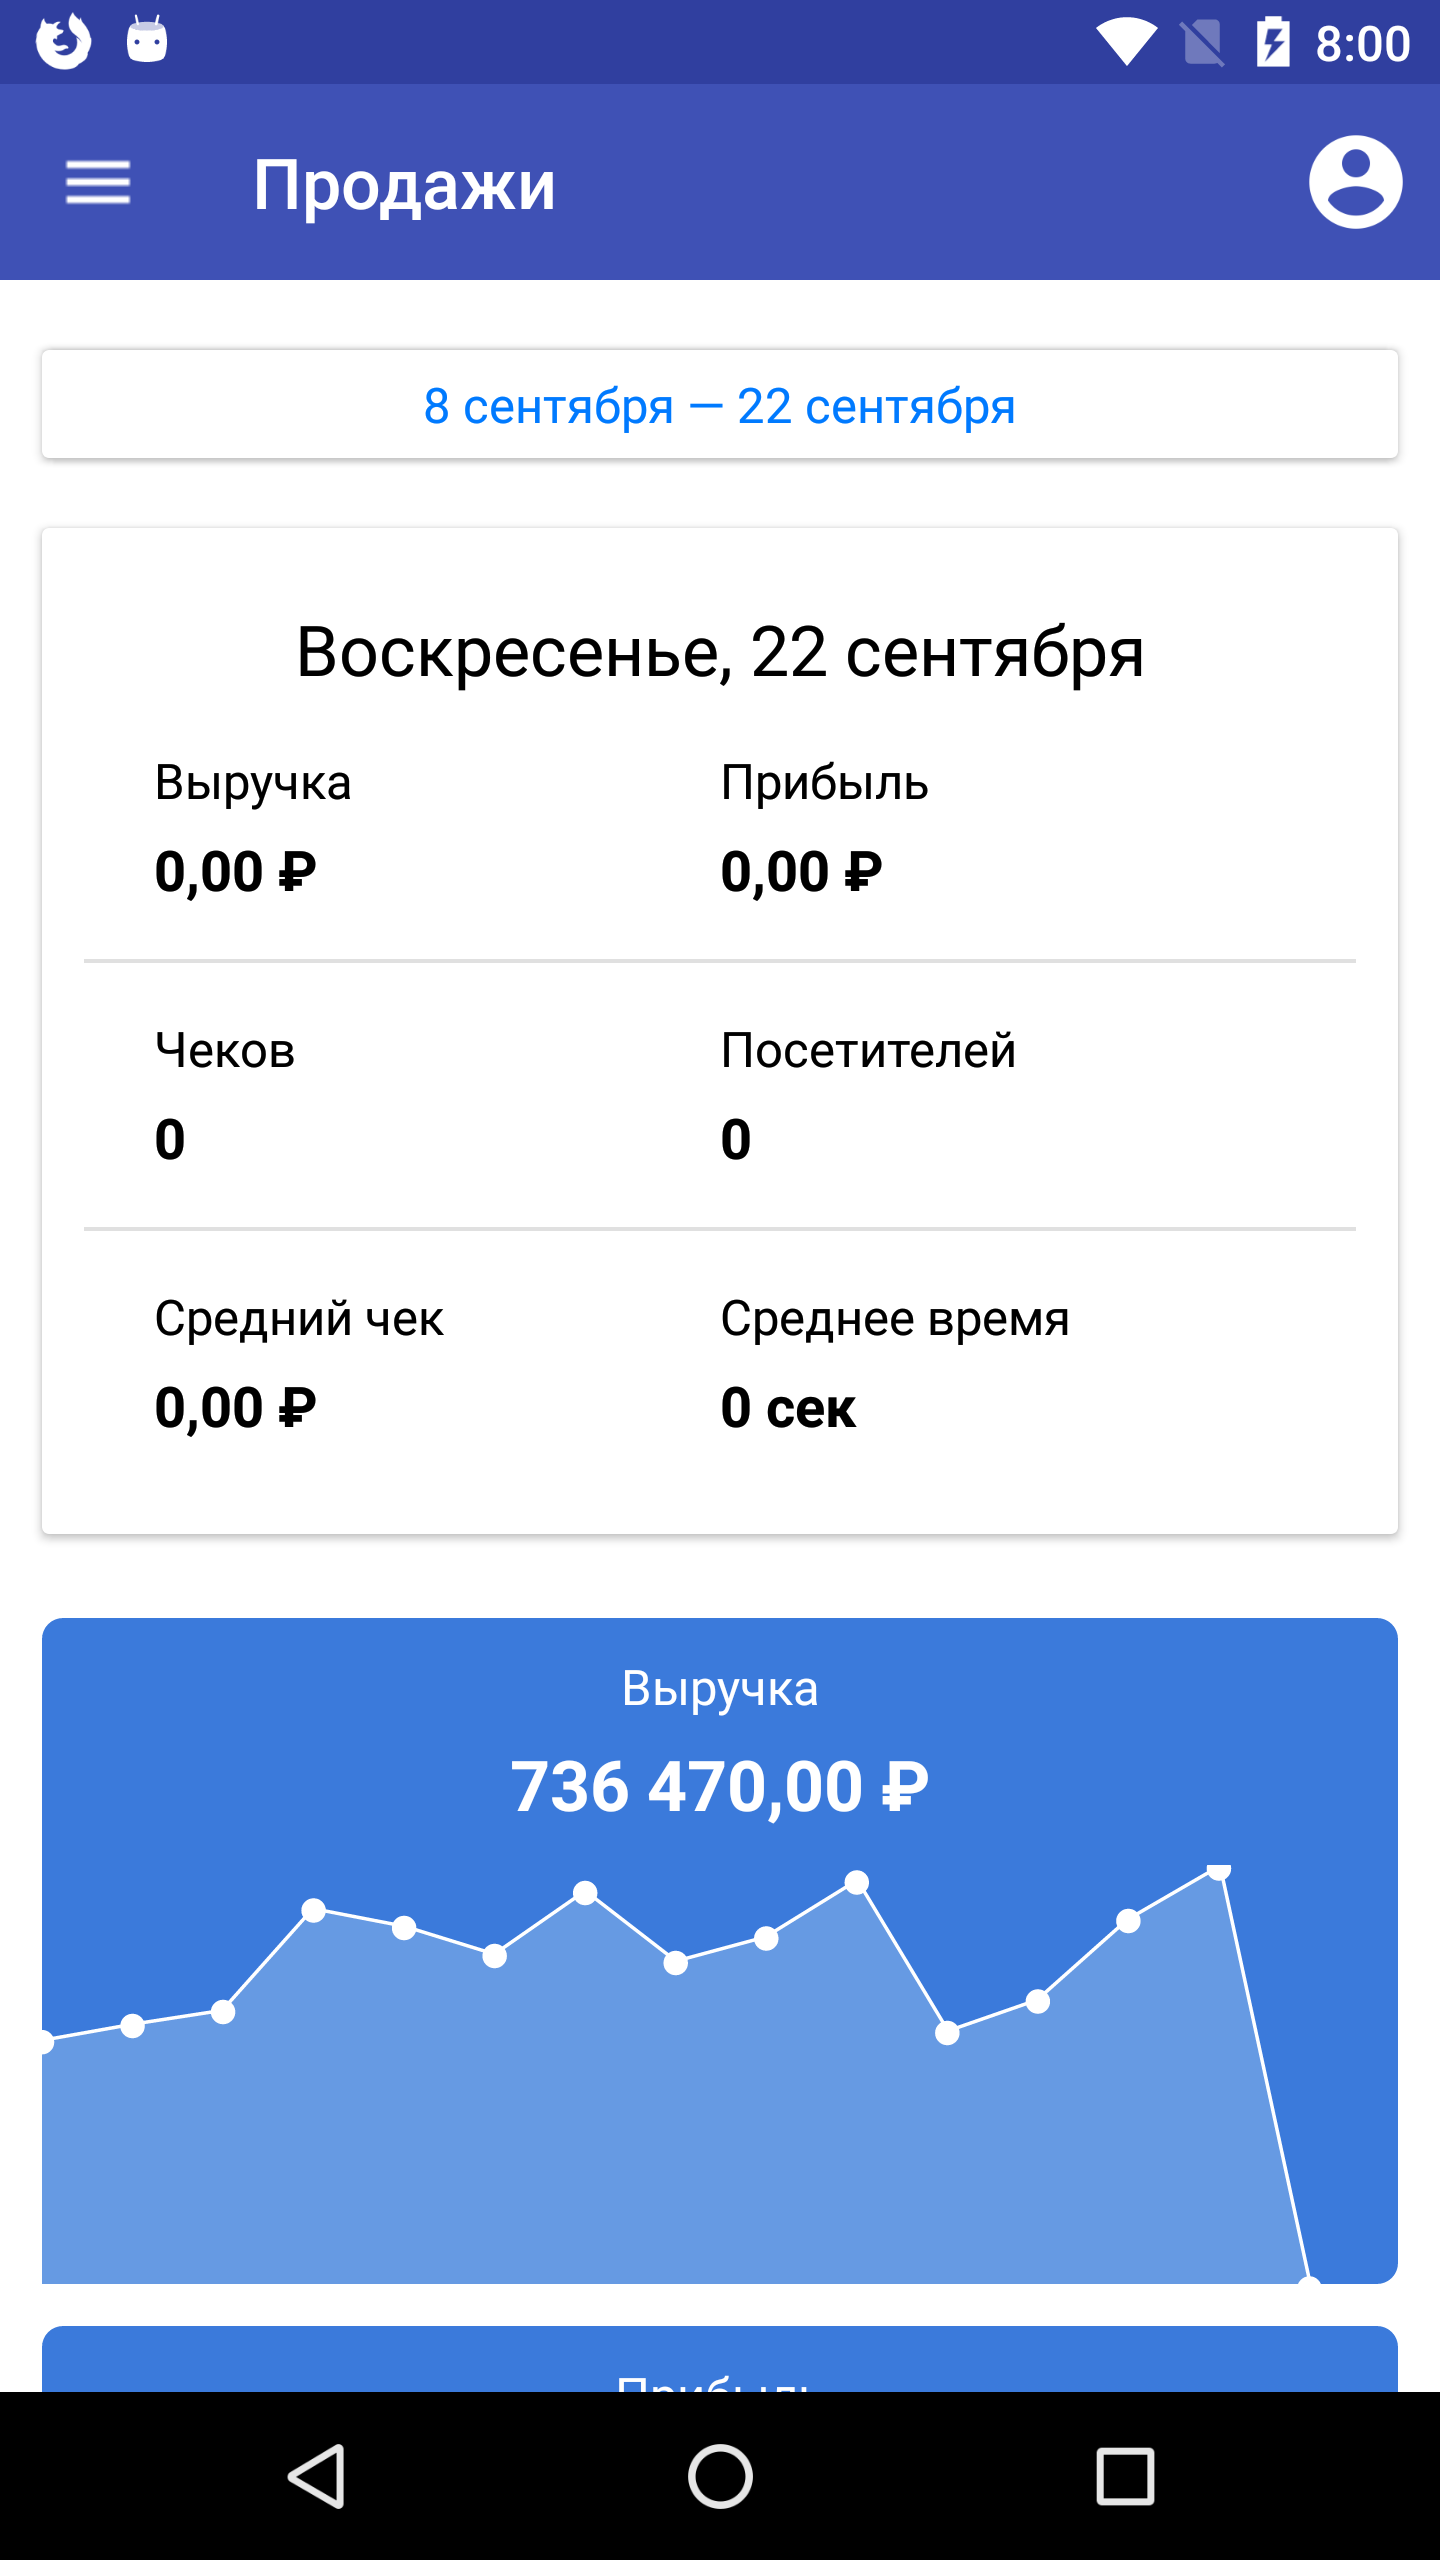 8:00
Продажи
8 сентября — 22 сентября
Воскресенье, 22 сентября
Выручка Прибыль
0,00 ₽ 0,00 ₽
Чеков Посетителей
0 0
Средний чек Среднее время
0,00 ₽ 0 сек
Выручка
736 470,00 ₽
Прибыль